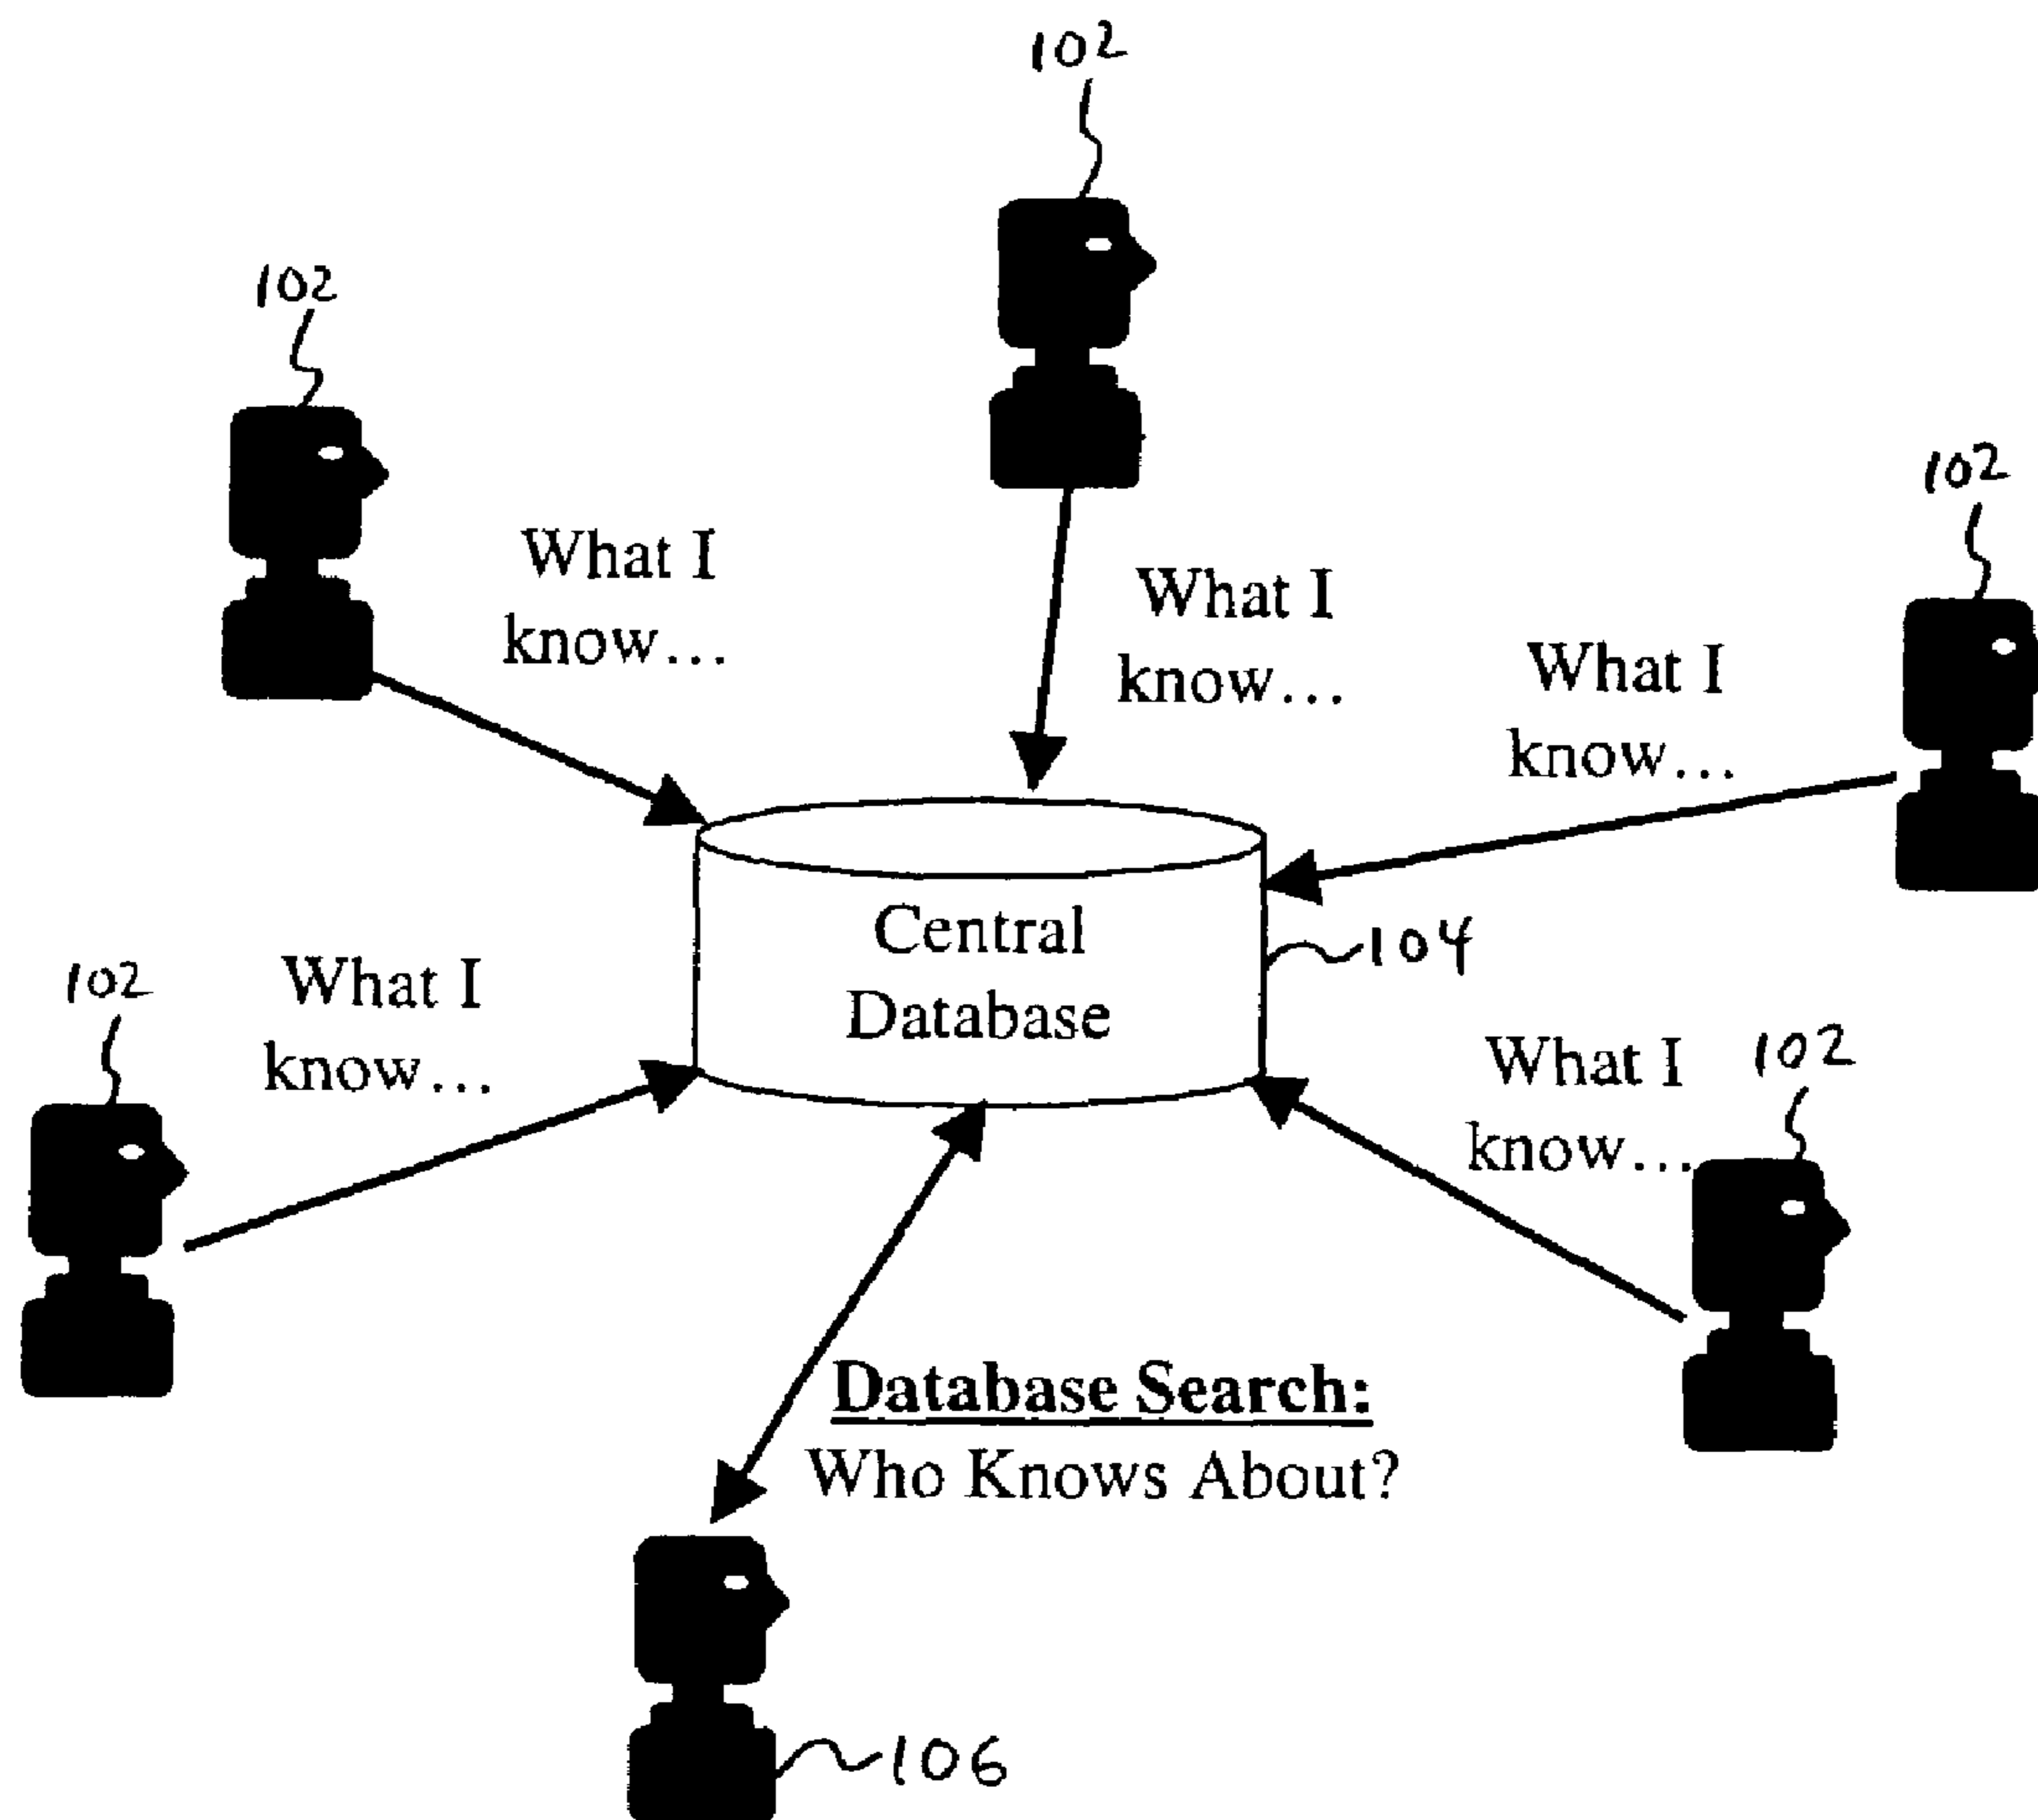 102
102
102
What I
know...
What I
know...
What I
know...
Central
Database
104
102
What I
know...
What I
know...
102
Database Search:
Who Knows About?
106